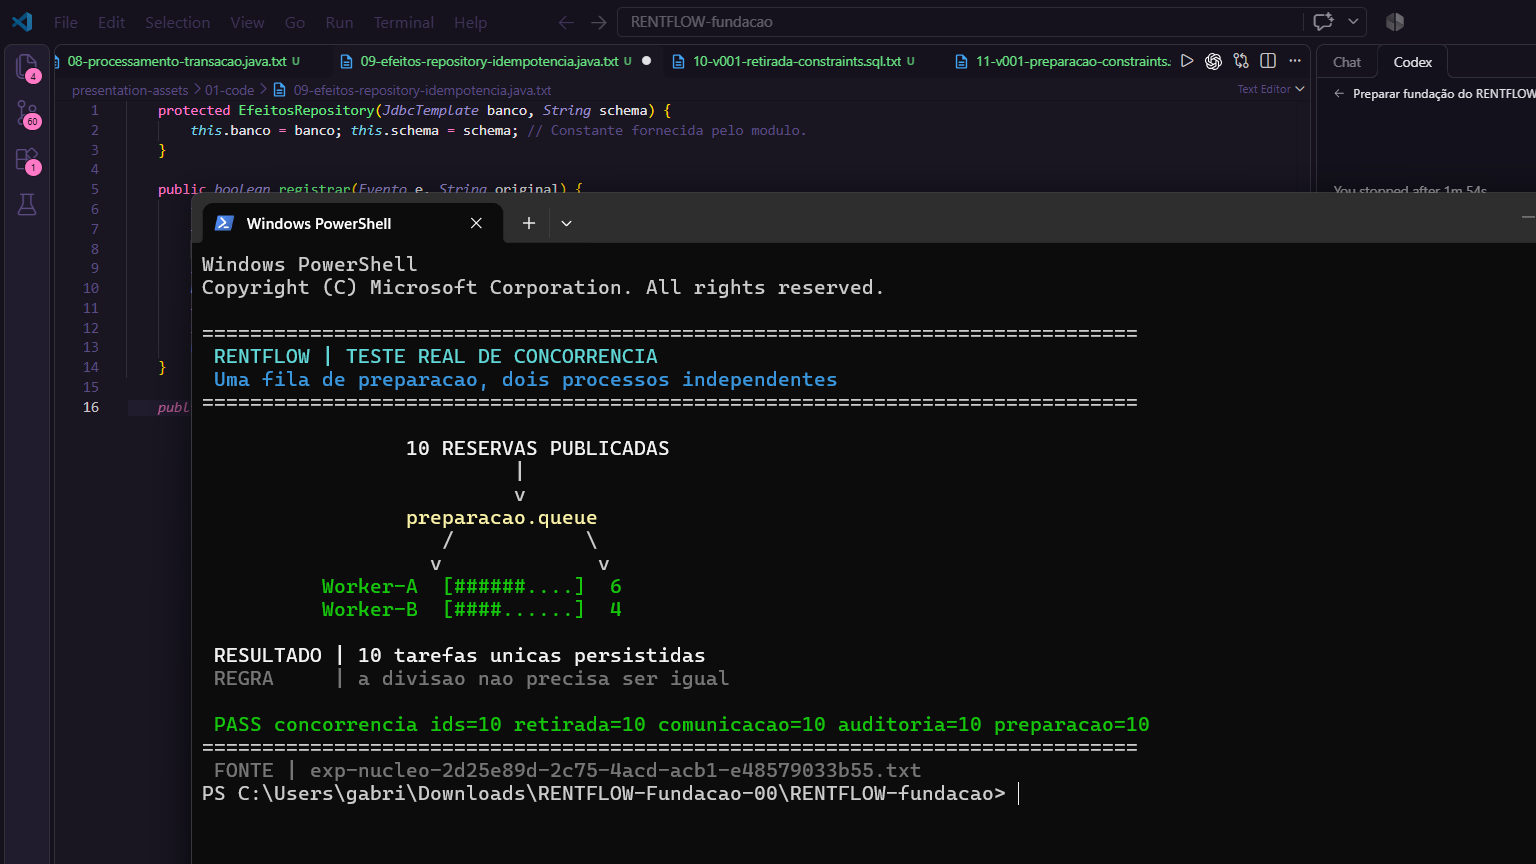 File Edit Selection View Go Run Terminal Help
RENTFLOW-fundacao
4
60
1
08-processamento-transacao.java.txt U
09-efeitos-repository-idempotencia.java.txt U
10-v001-retirada-constraints.sql.txt U
11-v001-preparacao-constraints.
Chat
Codex
presentation-assets > 01-code > 09-efeitos-repository-idempotencia.java.txt
Text Editor
Preparar fundação do RENTFLOW
You stopped after 1m 54s
1 protected EfeitosRepository(JdbcTemplate banco, String schema) {
2 this.banco = banco; this.schema = schema; // Constante fornecida pelo modulo.
3 }
4
5 public boolean registrar(Evento e, String original) {
6
7
8
9
10
11
12
13
14 }
15
16 publ
Windows PowerShell
Windows PowerShell
Copyright (C) Microsoft Corporation. All rights reserved.
==============================================================================
RENTFLOW | TESTE REAL DE CONCORRENCIA
Uma fila de preparacao, dois processos independentes
==============================================================================
10 RESERVAS PUBLICADAS
|
v
preparacao.queue
/ \
v v
Worker-A [######....] 6
Worker-B [####......] 4
RESULTADO | 10 tarefas unicas persistidas
REGRA | a divisao nao precisa ser igual
PASS concorrencia ids=10 retirada=10 comunicacao=10 auditoria=10 preparacao=10
==============================================================================
FONTE | exp-nucleo-2d25e89d-2c75-4acd-acb1-e48579033b55.txt
PS C:\Users\gabri\Downloads\RENTFLOW-Fundacao-00\RENTFLOW-fundacao>